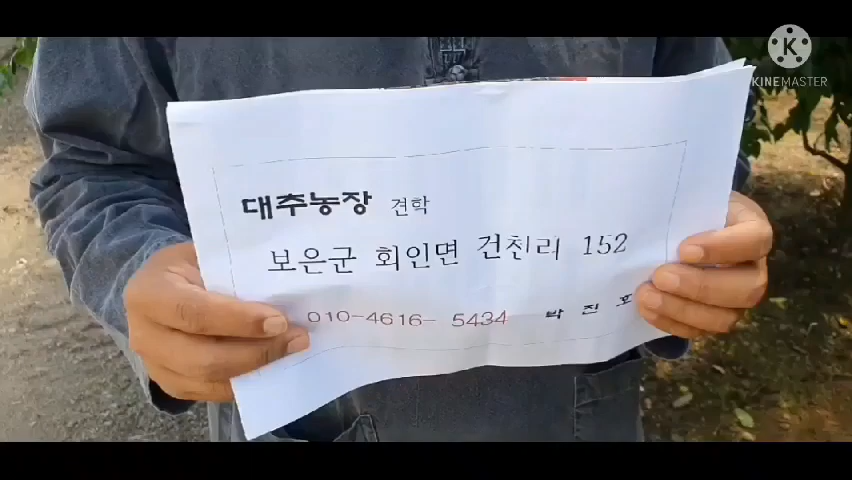 KINEMASTER
대추농장 견학
보은군 회인면 건천리 152
010-4616- 5434 박 진 호